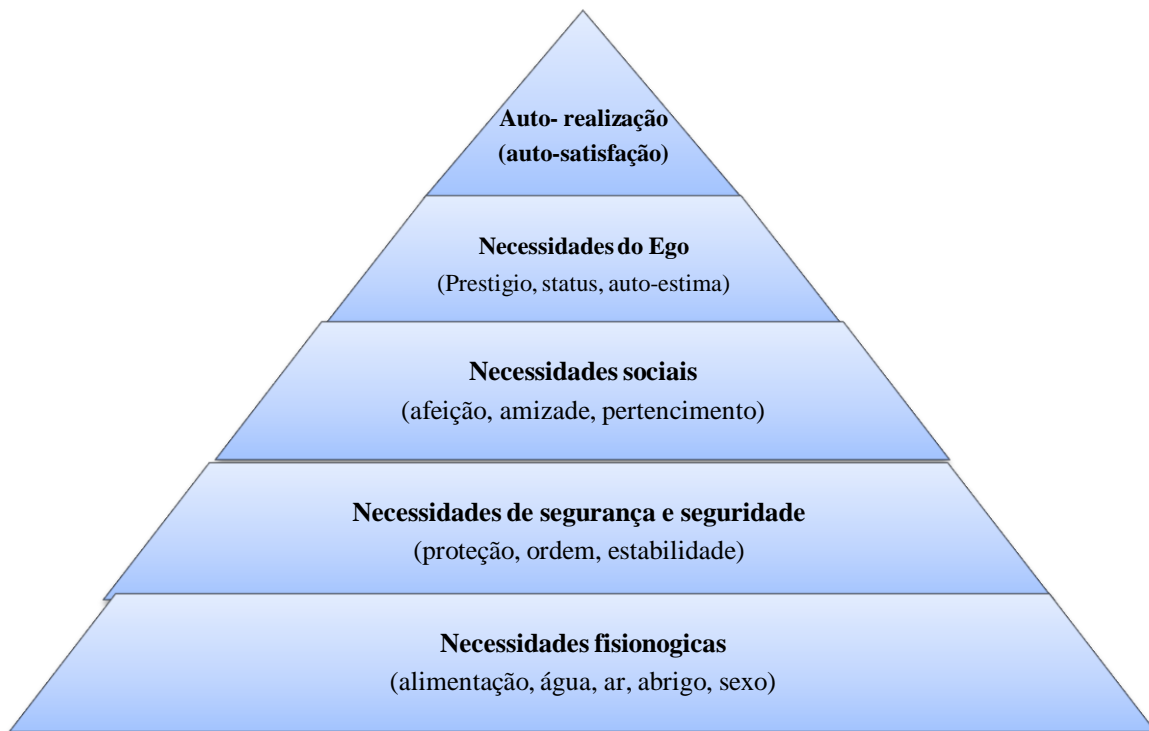 Auto- realização
(auto-satisfação)
Necessidades do Ego
(Prestigio, status, auto-estima)
Necessidades sociais
(afeição, amizade, pertencimento)
Necessidades de segurança e seguridade
(proteção, ordem, estabilidade)
Necessidades fisionogicas
(alimentação, água, ar, abrigo, sexo)